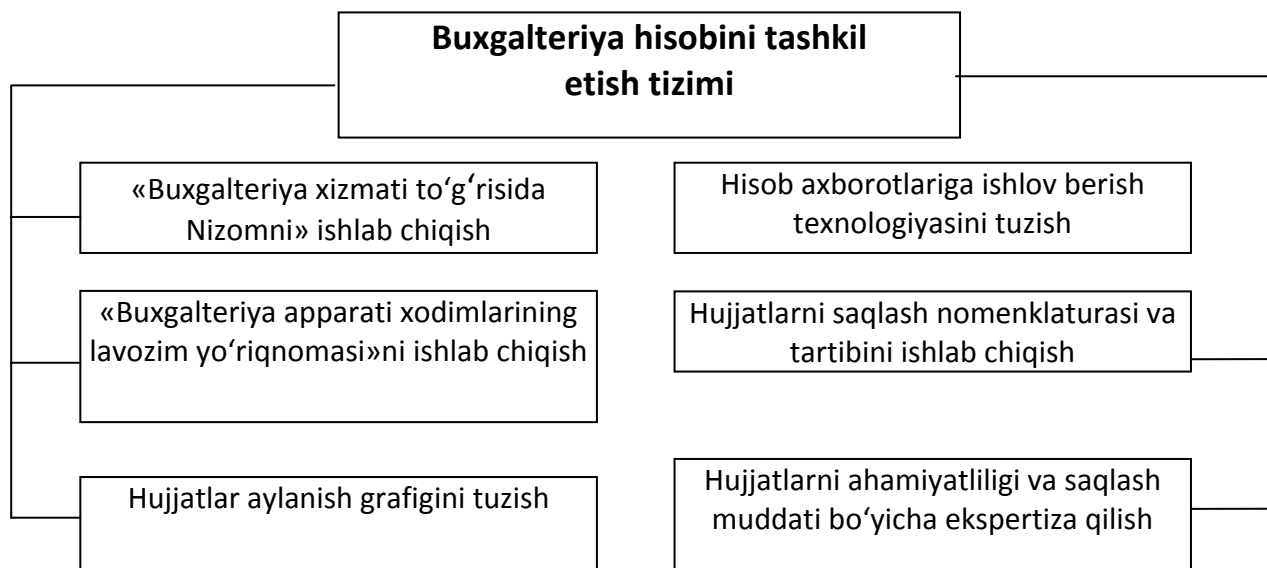 Buxgalteriya hisobini tashkil
etish tizimi
«Buxgalteriya xizmati to‘g‘risida
Nizomni» ishlab chiqish
«Buxgalteriya apparati xodimlarining
lavozim yo‘riqnomasi»ni ishlab chiqish
Hujjatlar aylanish grafigini tuzish
Hisob axborotlariga ishlov berish
texnologiyasini tuzish
Hujjatlarni saqlash nomenklaturasi va
tartibini ishlab chiqish
Hujjatlarni ahamiyatliligi va saqlash
muddati bo‘yicha ekspertiza qilish